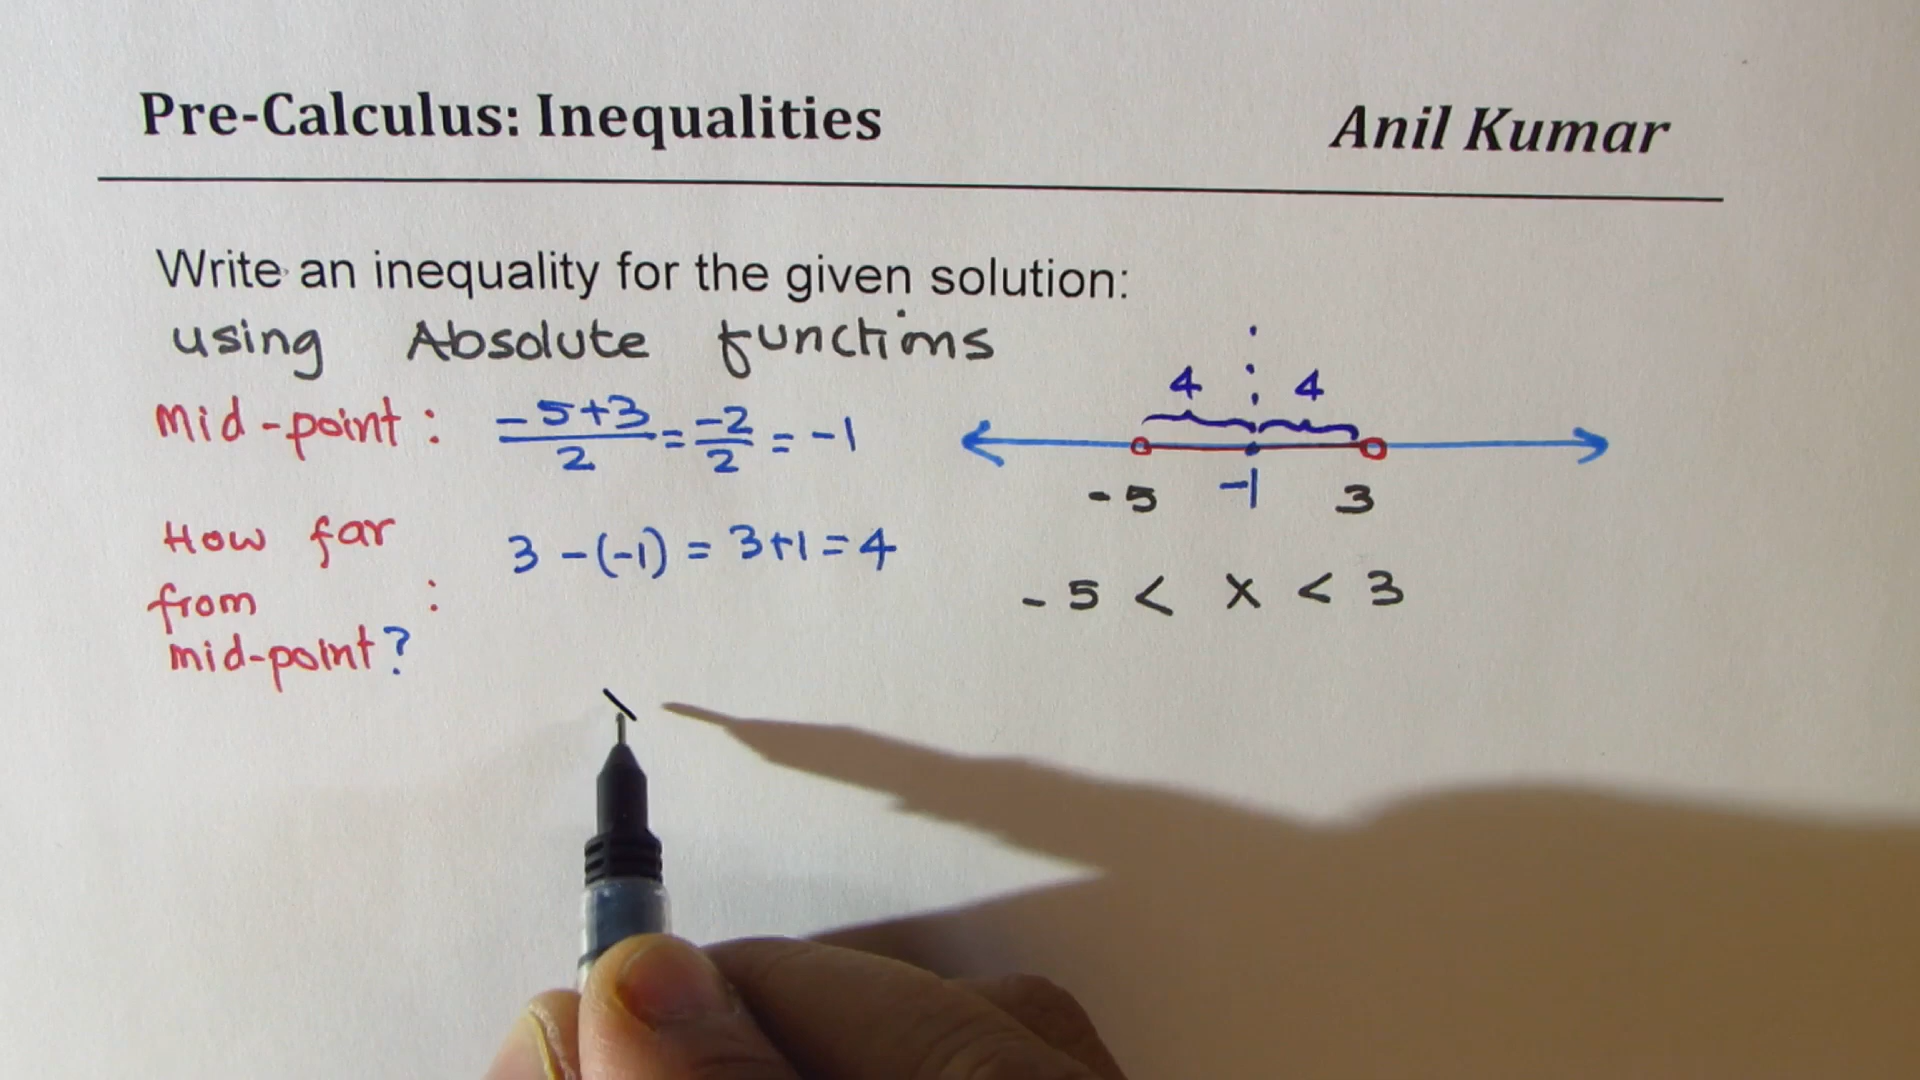 Pre-Calculus: Inequalities
Anil Kumar
Write an inequality for the given solution:
using Absolute functions
Mid-point: -5+3/2 = -2/2 = -1
4 4
-5 -1 3
How far
from :
mid-point?
3 -(-1) = 3+1 = 4
-5 < x < 3